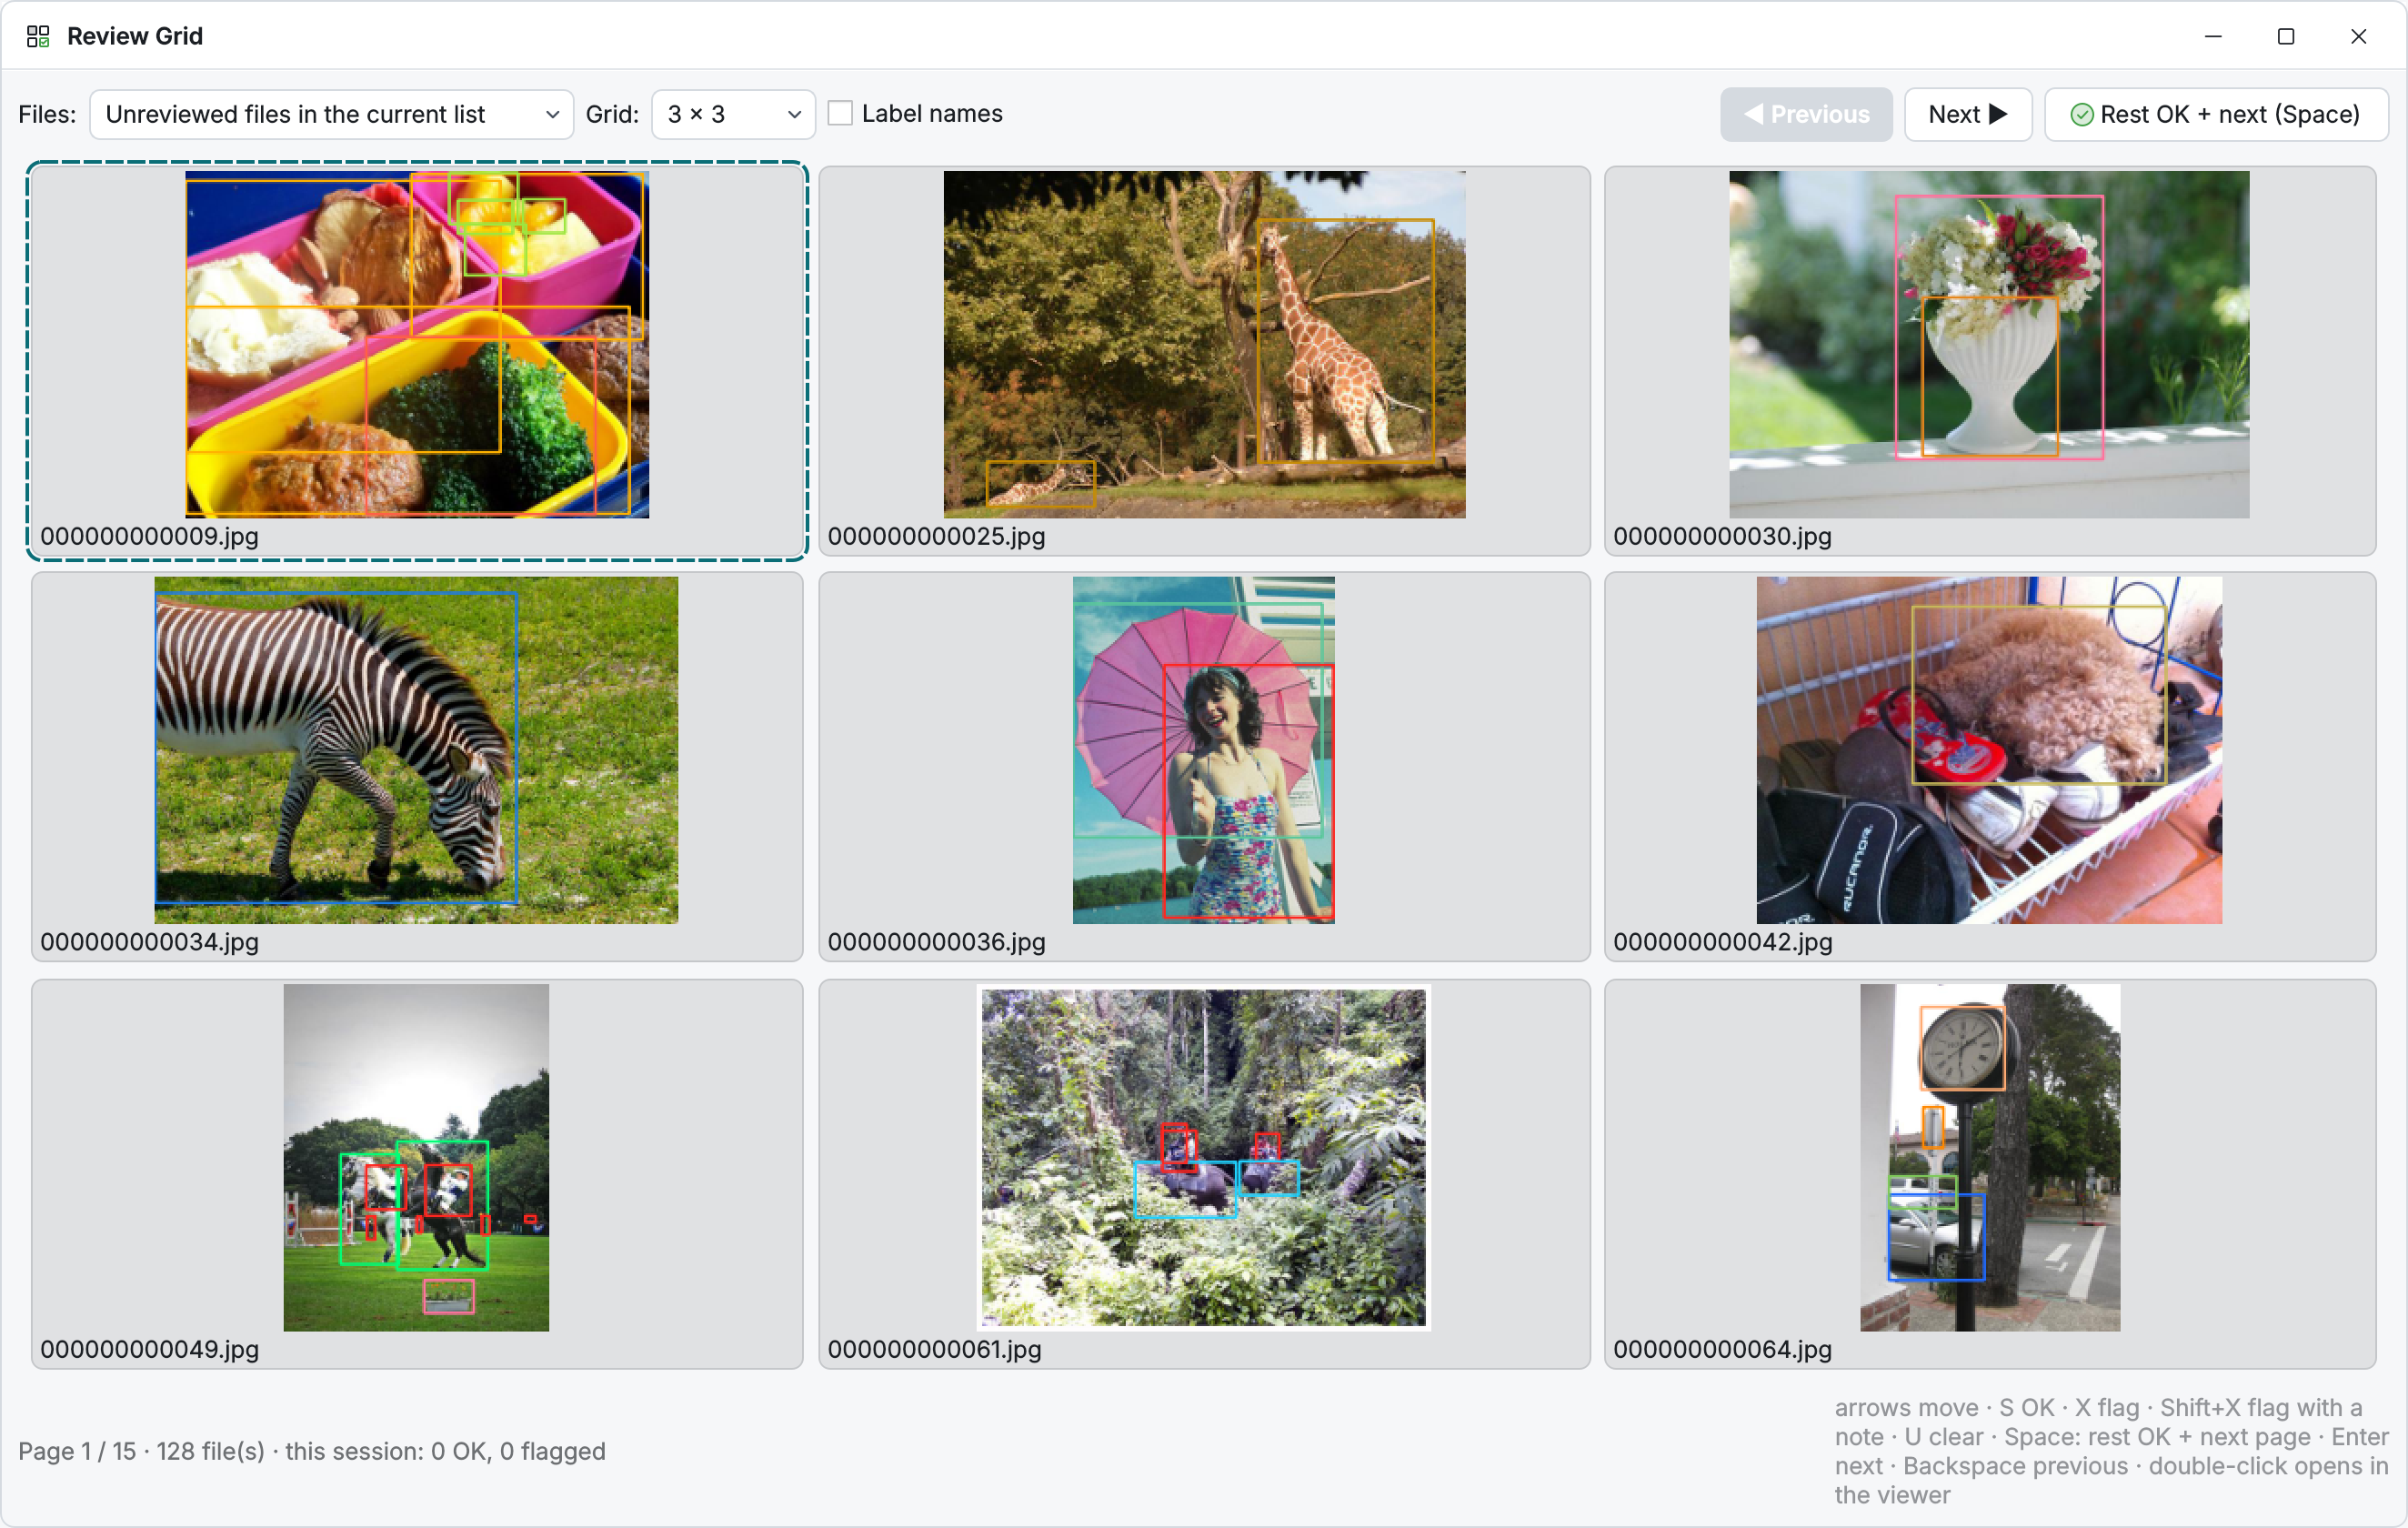 Review Grid
Files: Unreviewed files in the current list Grid: 3 × 3 Label names ◀ Previous Next ▶ Rest OK + next (Space)
000000000009.jpg
000000000025.jpg
000000000030.jpg
000000000034.jpg
000000000036.jpg
RUCANOR.
000000000042.jpg
000000000049.jpg
000000000061.jpg
000000000064.jpg
Page 1 / 15 · 128 file(s) · this session: 0 OK, 0 flagged
arrows move · S OK · X flag · Shift+X flag with a
note · U clear · Space: rest OK + next page · Enter
next · Backspace previous · double-click opens in
the viewer